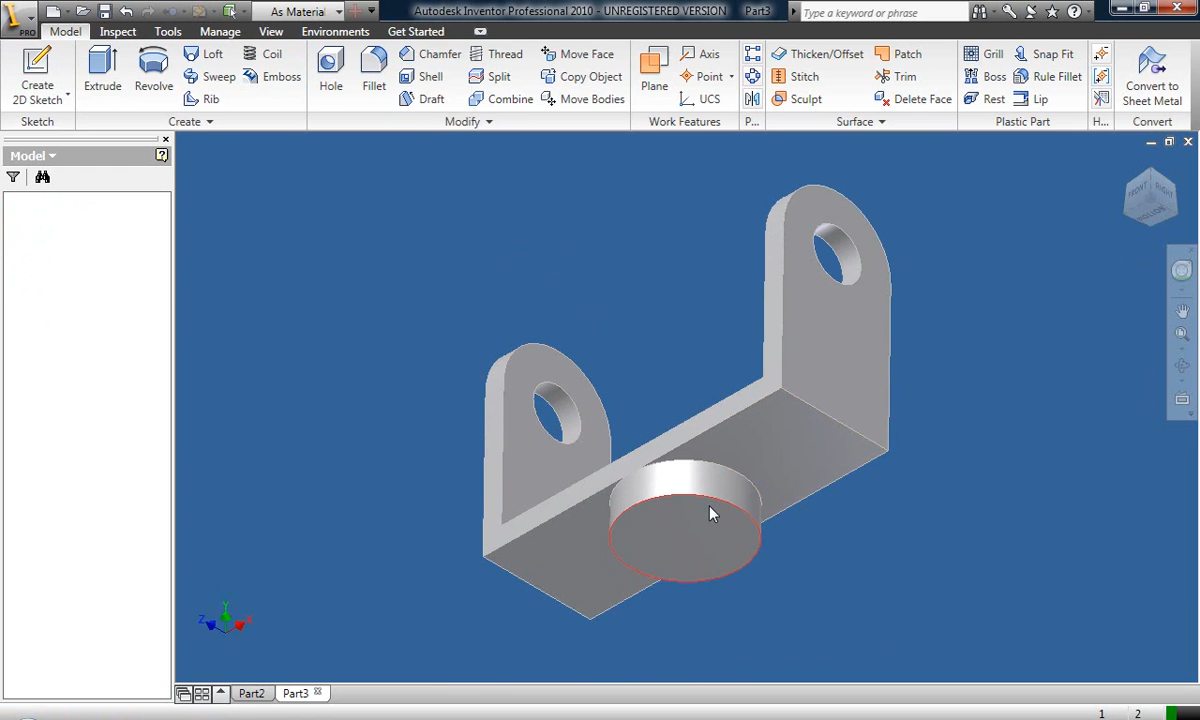 As Material
Autodesk Inventor Professional 2010 - UNREGISTERED VERSION Part3
Type a keyword or phrase
PRO
Model Inspect Tools Manage View Environments Get Started
Create
2D Sketch
Extrude
Revolve
Loft
Sweep
Rib
Coil
Emboss
Hole
Fillet
Chamfer
Shell
Draft
Thread
Split
Combine
Move Face
Copy Object
Move Bodies
Plane
Axis
Point
UCS
Thicken/Offset
Stitch
Sculpt
Patch
Trim
Delete Face
Grill
Boss
Rest
Snap Fit
Rule Fillet
Lip
Convert to
Sheet Metal
Sketch Create Modify Work Features P... Surface Plastic Part H... Convert
Model
FRONT RIGHT
Y
Z
Part2 Part3
1 2